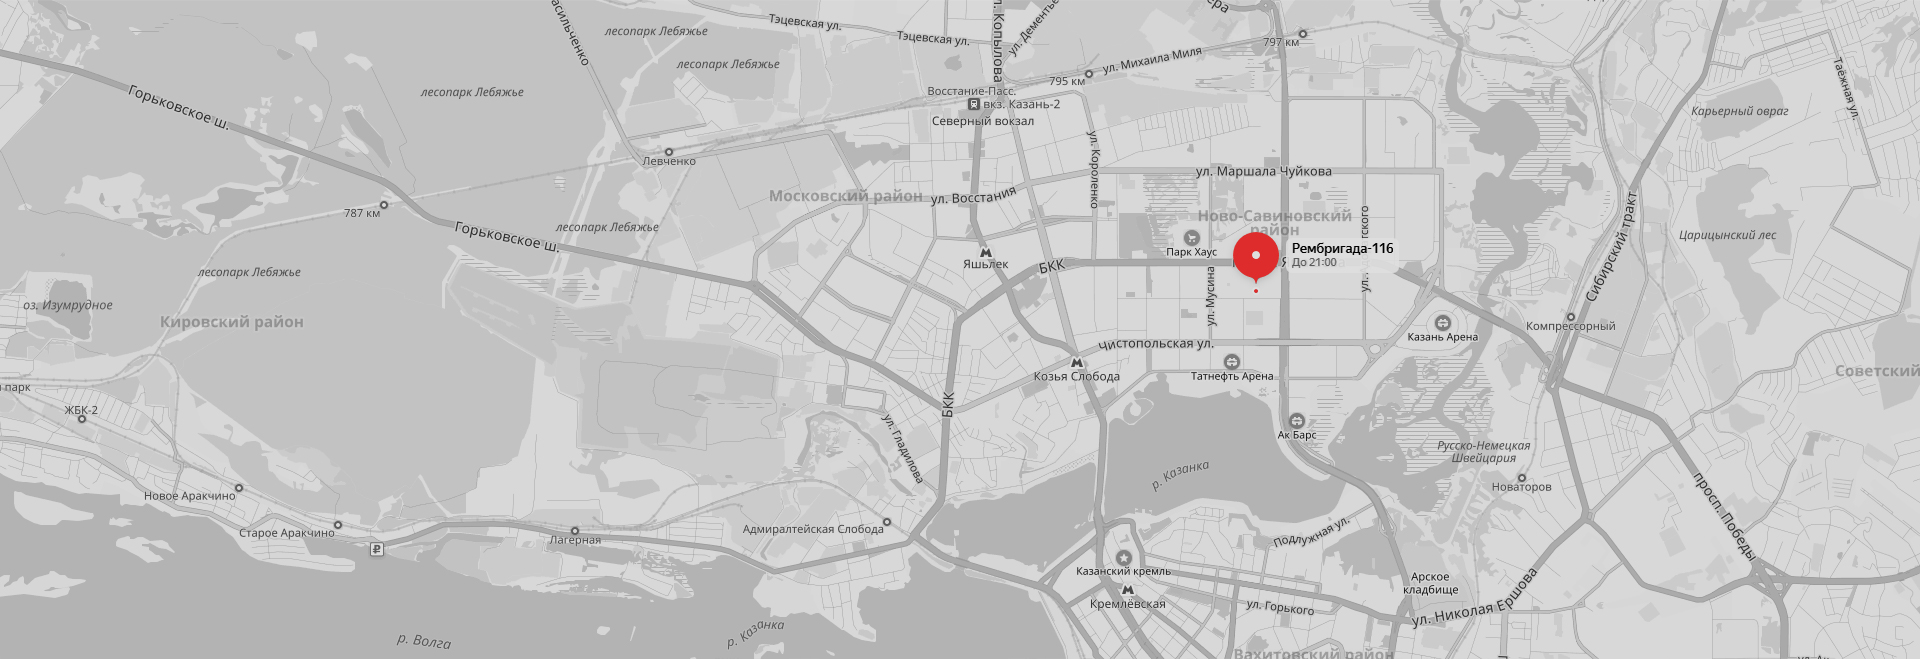 Тэцевская ул.
лесопарк Лебяжье
Тэцевская ул.
ул. Дементье
л. Копылова
асильченко
797 км
ул. Михаила Миля
лесопарк Лебяжье
795 км
Таёжная ул.
лесопарк Лебяжье
Горьковское ш.
Восстание-Пасс.
вкз. Казань-2
Северный вокзал
Карьерный овраг
Левченко
ул. Короленко
ул. Маршала Чуйкова
Московский район
ул. Восстания
787 км
Ново-Савиновский
район
гского
Сибирский тракт
лесопарк Лебяжье
Горьковское ш.
Царицынский лес
Парк Хаус
Рембригада-116
До 21:00
Яшьлек
БКК
лесопарк Лебяжье
ул. Мусина
ул.
оз. Изумрудное
Кировский район
Компрессорный
Казань Арена
Чистопольская ул.
Козья Слобода
Татнефть Арена
Советский
парк
ЖБК-2
БКК
ул. Гладилова
Ак Барс
Русско-Немецкая
Швейцария
р. Казанка
Новаторов
просп. Победы
Новое Аракчино
Старое Аракчино
Лагерная
Адмиралтейская Слобода
Подлужная ул.
Казанский кремль
Арское
кладбище
Кремлёвская
ул. Горького
ул. Николая Ершова
р. Волга
р. Казанка
Вахитовский район